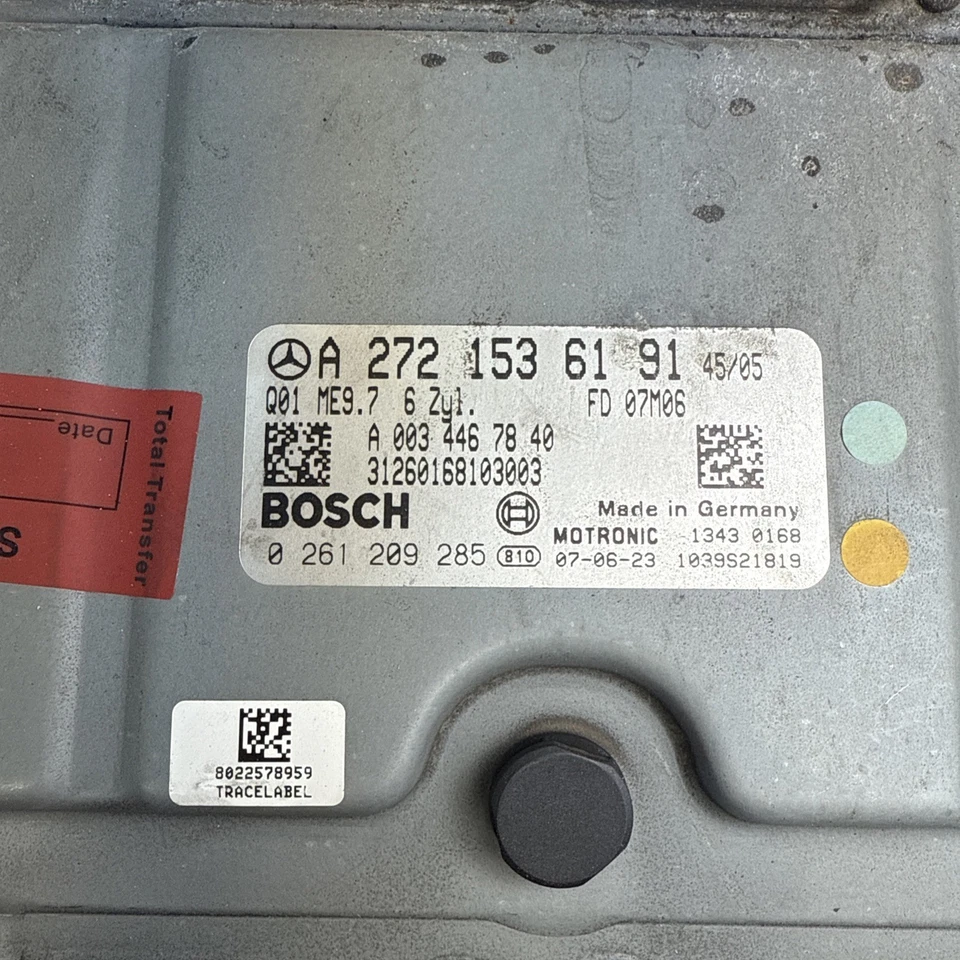 A 272 153 61 91 45/05
Q01 ME9.7 6 Zyl. FD 07M06
A 003 446 78 40
31260168103003
BOSCH Made in Germany
MOTRONIC 1343 0168
0 261 209 285 810 07-06-23 1039S21819
Total Transfer
Date
S
8022578959
TRACELABEL